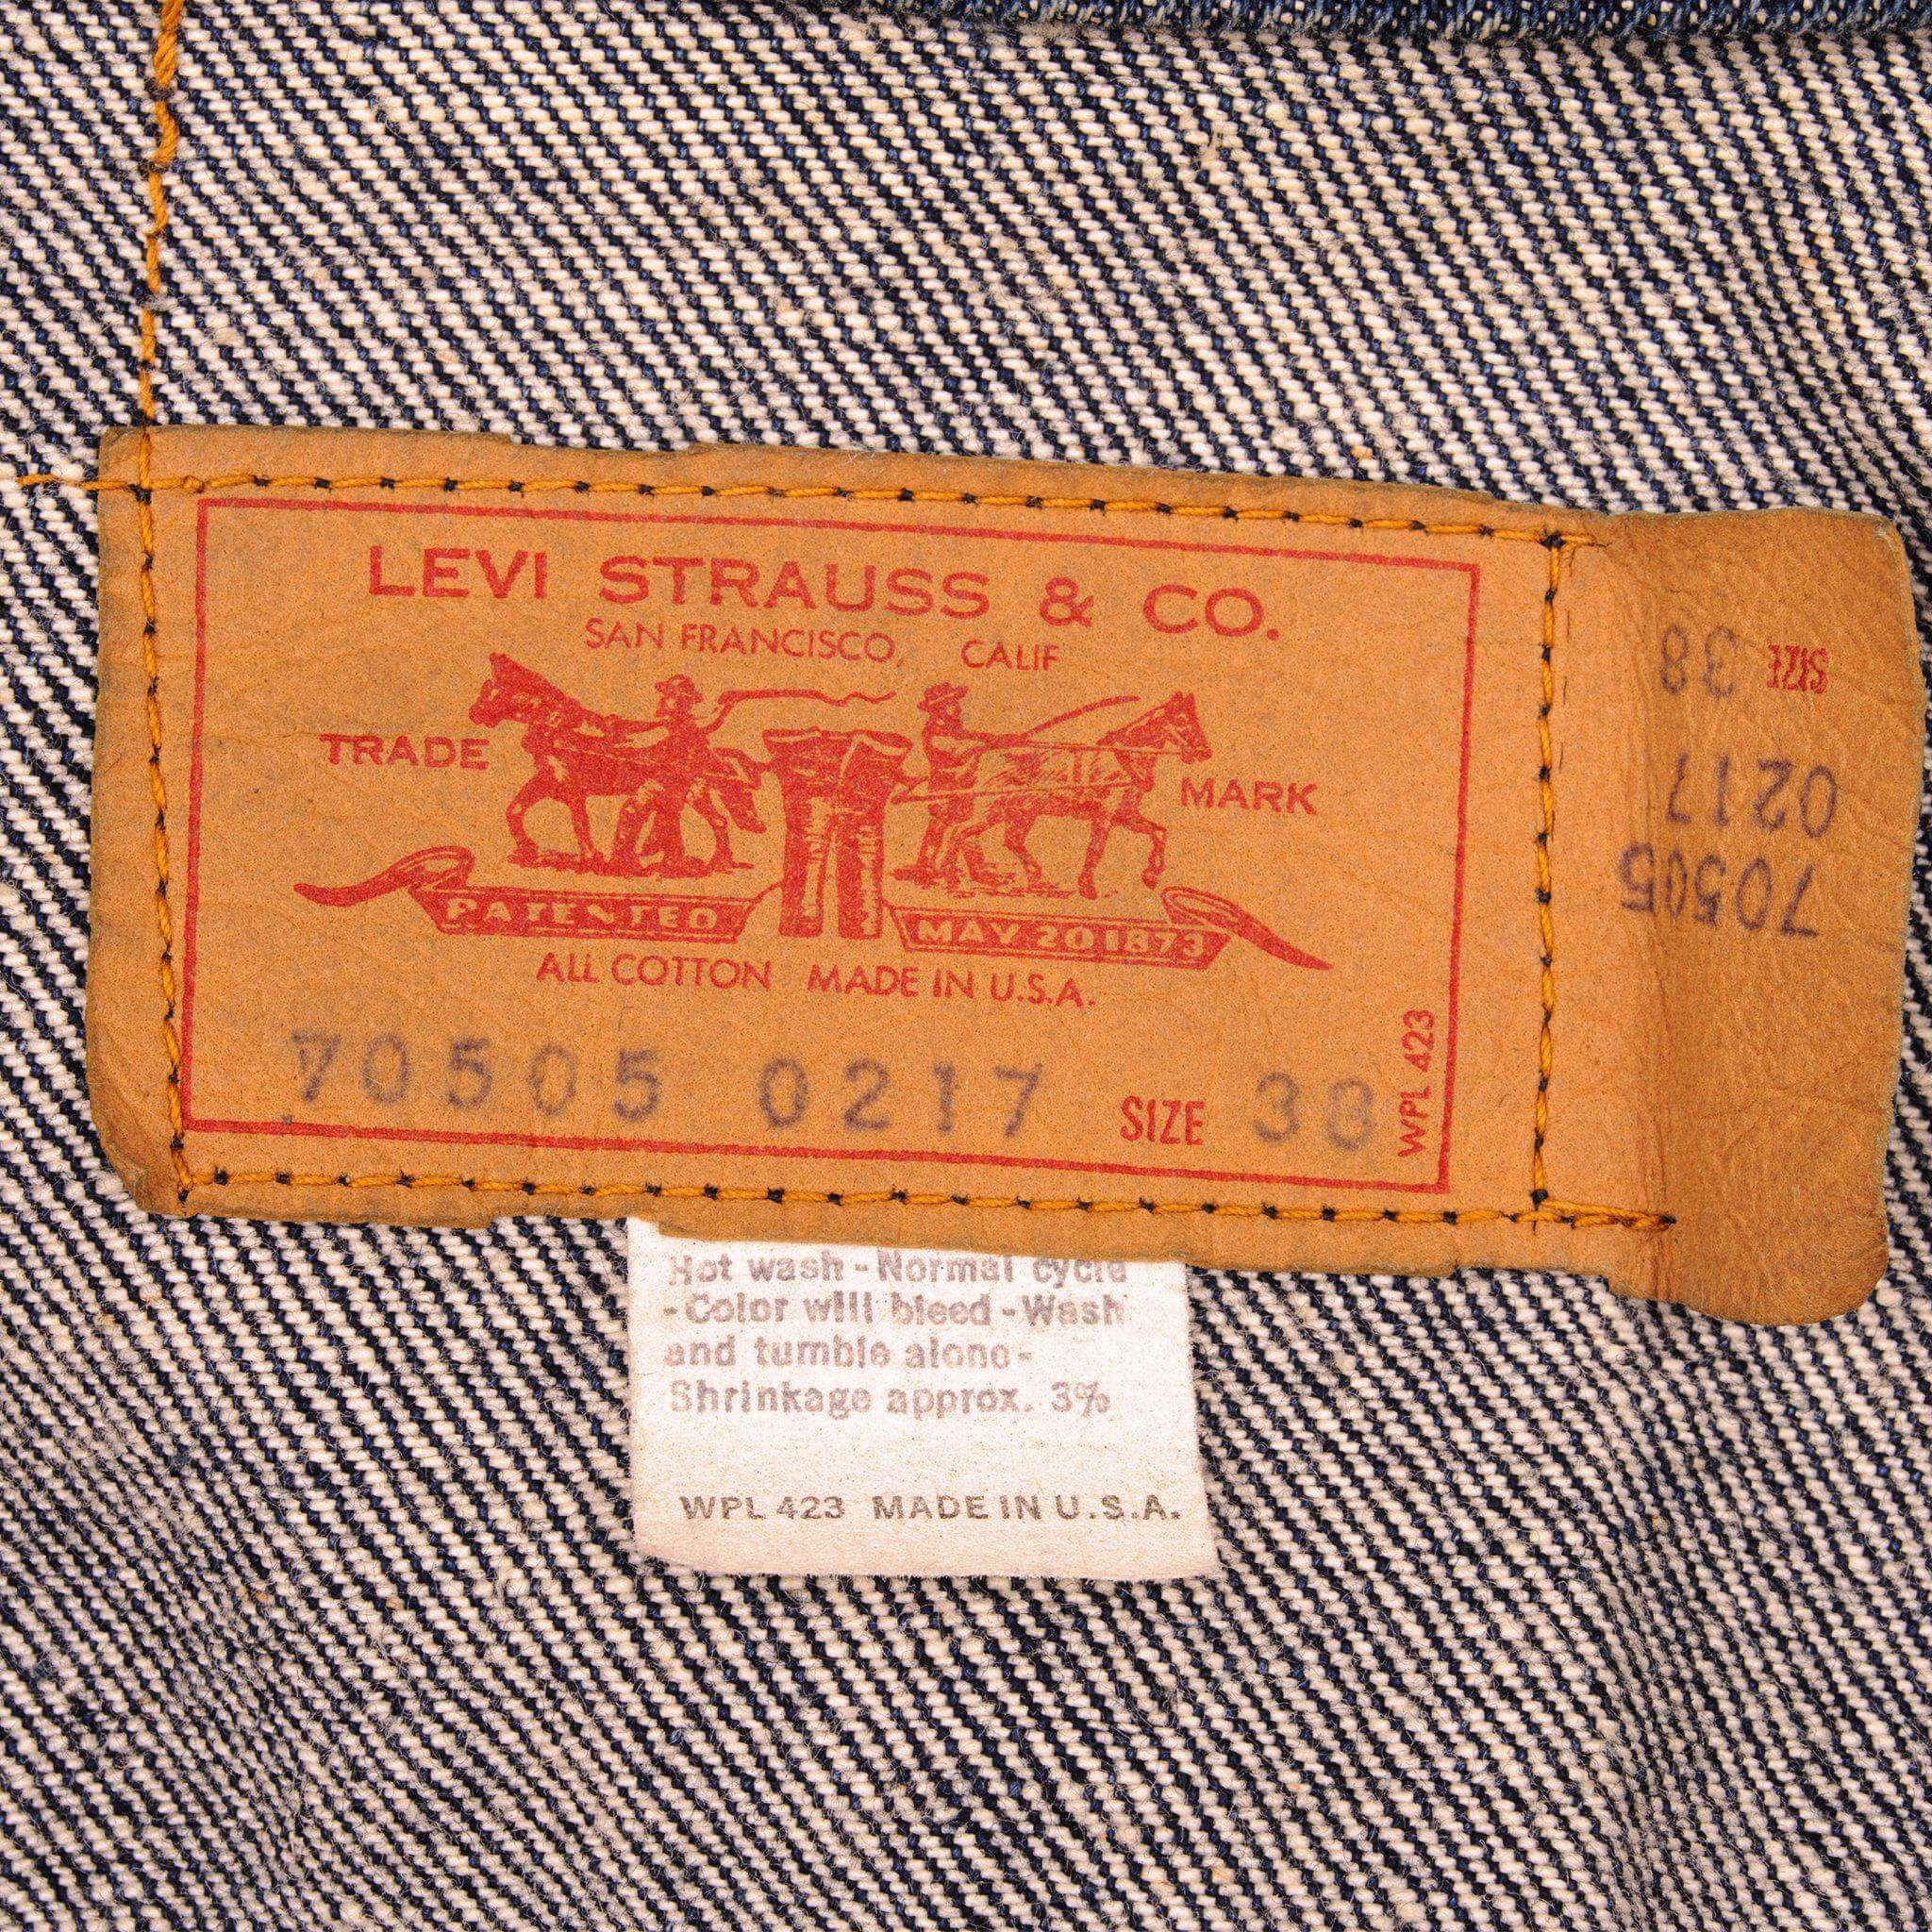 LEVI STRAUSS & CO.
SAN FRANCISCO, CALIF
TRADE MARK
PATENTED MAY 20 1873
ALL COTTON MADE IN U.S.A.
70505 0217 SIZE 38
WPL 423
SIZE 38
0217
70505
Hot wash - Normal cycle
- Color will bleed - Wash
and tumble alone -
Shrinkage approx. 3%
WPL 423 MADE IN U.S.A.